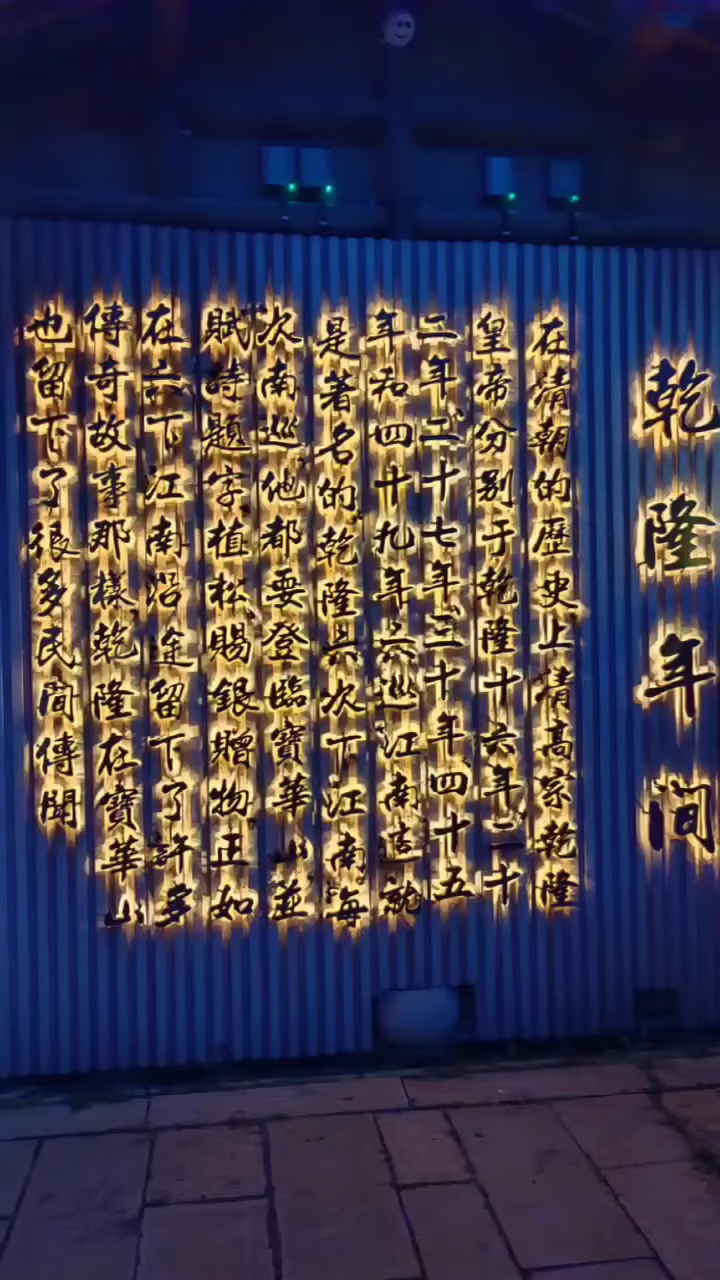 乾隆年間
在清朝的歷史上清高宗乾隆
皇帝分别于乾隆十六年二十
二年二十七年三十年四十五
年和四十九年六巡江南造就
是著名的乾隆六次下江南每
次南巡他都要登臨寶華山並
賦詩題字植松賜銀贈物正如
在六下江南沿途留下了許多
傳奇故事那樣乾隆在寶華山
也留下了很多民間傳聞